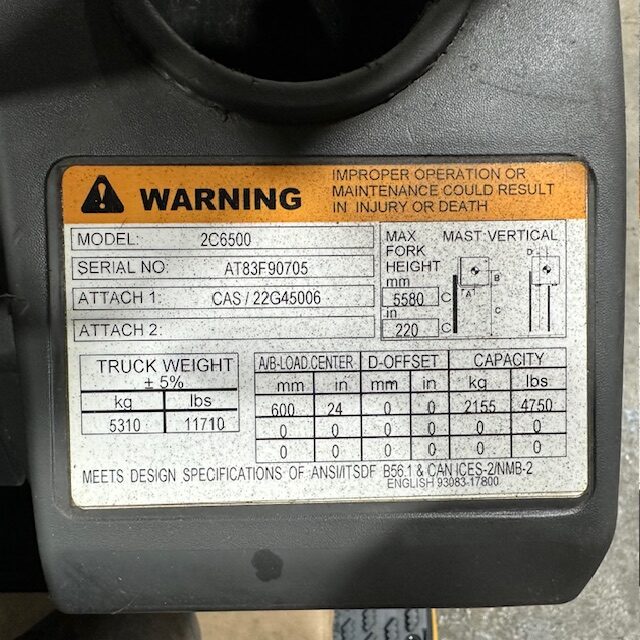 WARNING
IMPROPER OPERATION OR
MAINTENANCE COULD RESULT
IN INJURY OR DEATH
MODEL: 2C6500
SERIAL NO: AT83F90705
ATTACH 1: CAS / 22G45006
ATTACH 2:
MAX
FORK
HEIGHT
mm
5580
in
220
MAST VERTICAL
D
B
A
C
C
C
TRUCK WEIGHT
± 5%
kg lbs
5310 11710
A/B-LOAD CENTER D-OFFSET CAPACITY
mm in mm in kg lbs
600 24 0 0 2155 4750
0 0 0 0 0 0
0 0 0 0 0 0
MEETS DESIGN SPECIFICATIONS OF ANSI/ITSDF B56.1 & CAN ICES-2/NMB-2
ENGLISH 93083-17800